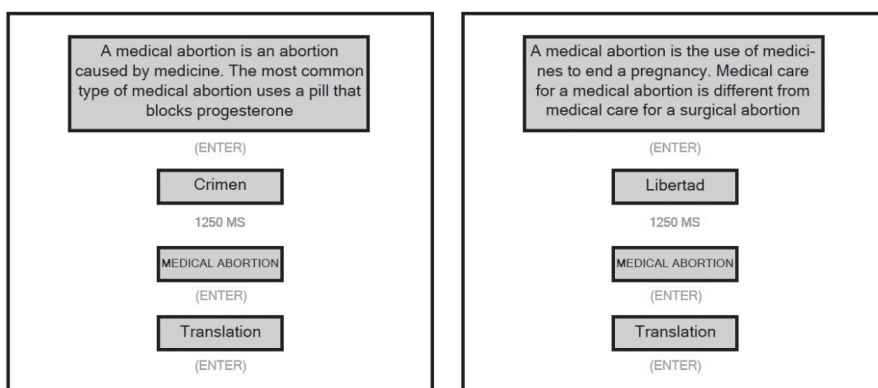 A medical abortion is an abortion
caused by medicine. The most common
type of medical abortion uses a pill that
blocks progesterone
(ENTER)
Crimen
1250 MS
MEDICAL ABORTION
(ENTER)
Translation
(ENTER)
A medical abortion is the use of medici-
nes to end a pregnancy. Medical care
for a medical abortion is different from
medical care for a surgical abortion
(ENTER)
Libertad
1250 MS
MEDICAL ABORTION
(ENTER)
Translation
(ENTER)